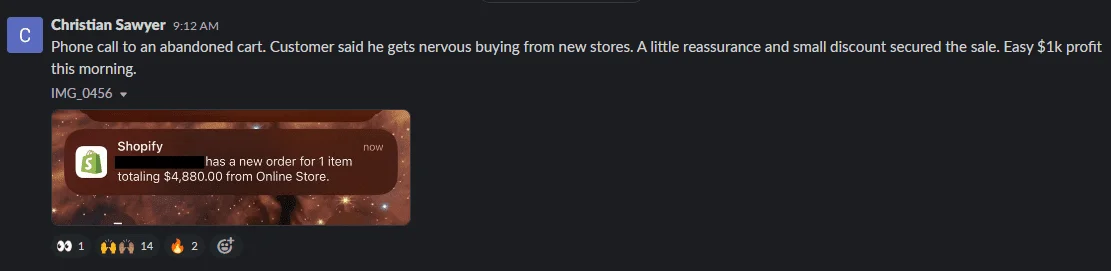 C
Christian Sawyer 9:12 AM
Phone call to an abandoned cart. Customer said he gets nervous buying from new stores. A little reassurance and small discount secured the sale. Easy $1k profit
this morning.
IMG_0456
Shopify now
has a new order for 1 item
totaling $4,880.00 from Online Store.
1 14 2